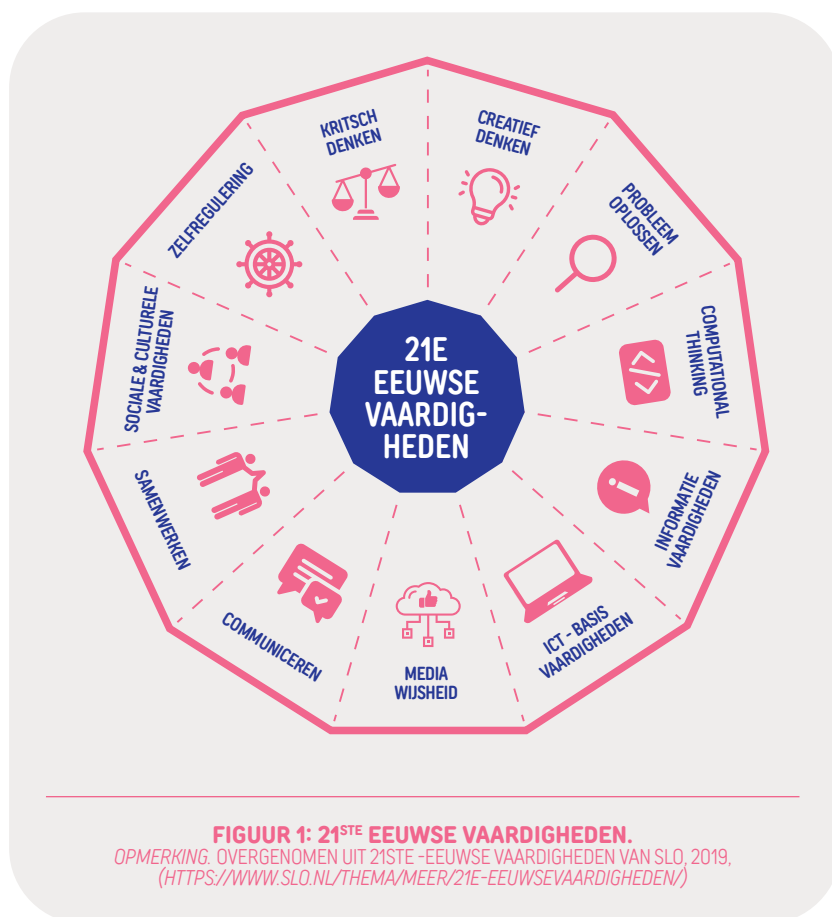 KRITSCH
DENKEN
CREATIEF
DENKEN
PROBLEEM
OPLOSSEN
COMPUTATIONAL
THINKING
INFORMATIE
VAARDIGHEDEN
ICT - BASIS
VAARDIGHEDEN
MEDIA
WIJSHEID
COMMUNICEREN
SAMENWERKEN
SOCIALE & CULTURELE
VAARDIGHEDEN
ZELFREGULERING
21E
EEUWSE
VAARDIG-
HEDEN
FIGUUR 1: 21STE EEUWSE VAARDIGHEDEN.
OPMERKING. OVERGENOMEN UIT 21STE -EEUWSE VAARDIGHEDEN VAN SLO, 2019,
(HTTPS://WWW.SLO.NL/THEMA/MEER/21E-EEUWSEVAARDIGHEDEN/)